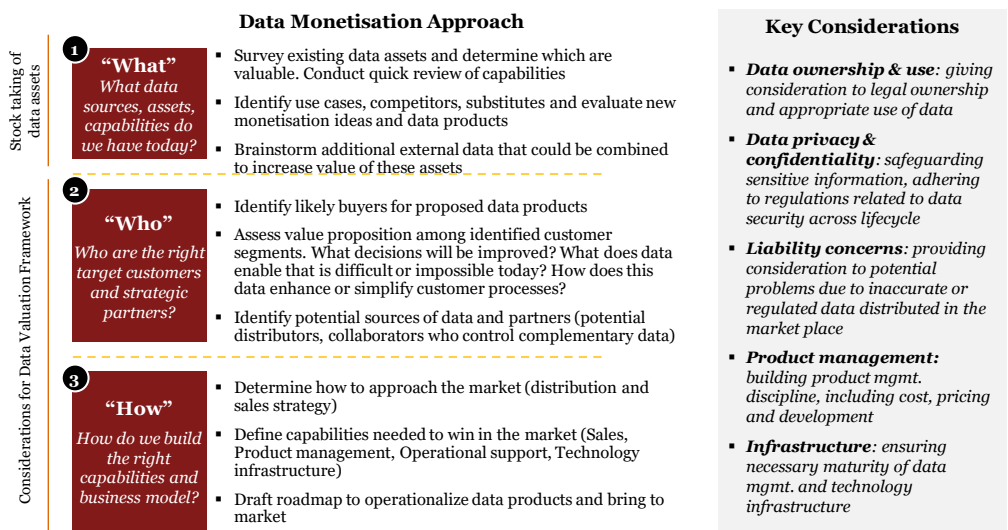 Data Monetisation Approach
Stock taking of
data assets
1
“What”
What data
sources, assets,
capabilities do
we have today?
▪ Survey existing data assets and determine which are
valuable. Conduct quick review of capabilities
▪ Identify use cases, competitors, substitutes and evaluate new
monetisation ideas and data products
▪ Brainstorm additional external data that could be combined
to increase value of these assets
Considerations for Data Valuation Framework
2
“Who”
Who are the right
target customers
and strategic
partners?
▪ Identify likely buyers for proposed data products
▪ Assess value proposition among identified customer
segments. What decisions will be improved? What does data
enable that is difficult or impossible today? How does this
data enhance or simplify customer processes?
▪ Identify potential sources of data and partners (potential
distributors, collaborators who control complementary data)
3
“How”
How do we build
the right
capabilities and
business model?
▪ Determine how to approach the market (distribution and
sales strategy)
▪ Define capabilities needed to win in the market (Sales,
Product management, Operational support, Technology
infrastructure)
▪ Draft roadmap to operationalize data products and bring to
market
Key Considerations
▪ Data ownership & use: giving
consideration to legal ownership
and appropriate use of data
▪ Data privacy &
confidentiality: safeguarding
sensitive information, adhering
to regulations related to data
security across lifecycle
▪ Liability concerns: providing
consideration to potential
problems due to inaccurate or
regulated data distributed in the
market place
▪ Product management:
building product mgmt.
discipline, including cost, pricing
and development
▪ Infrastructure: ensuring
necessary maturity of data
mgmt. and technology
infrastructure